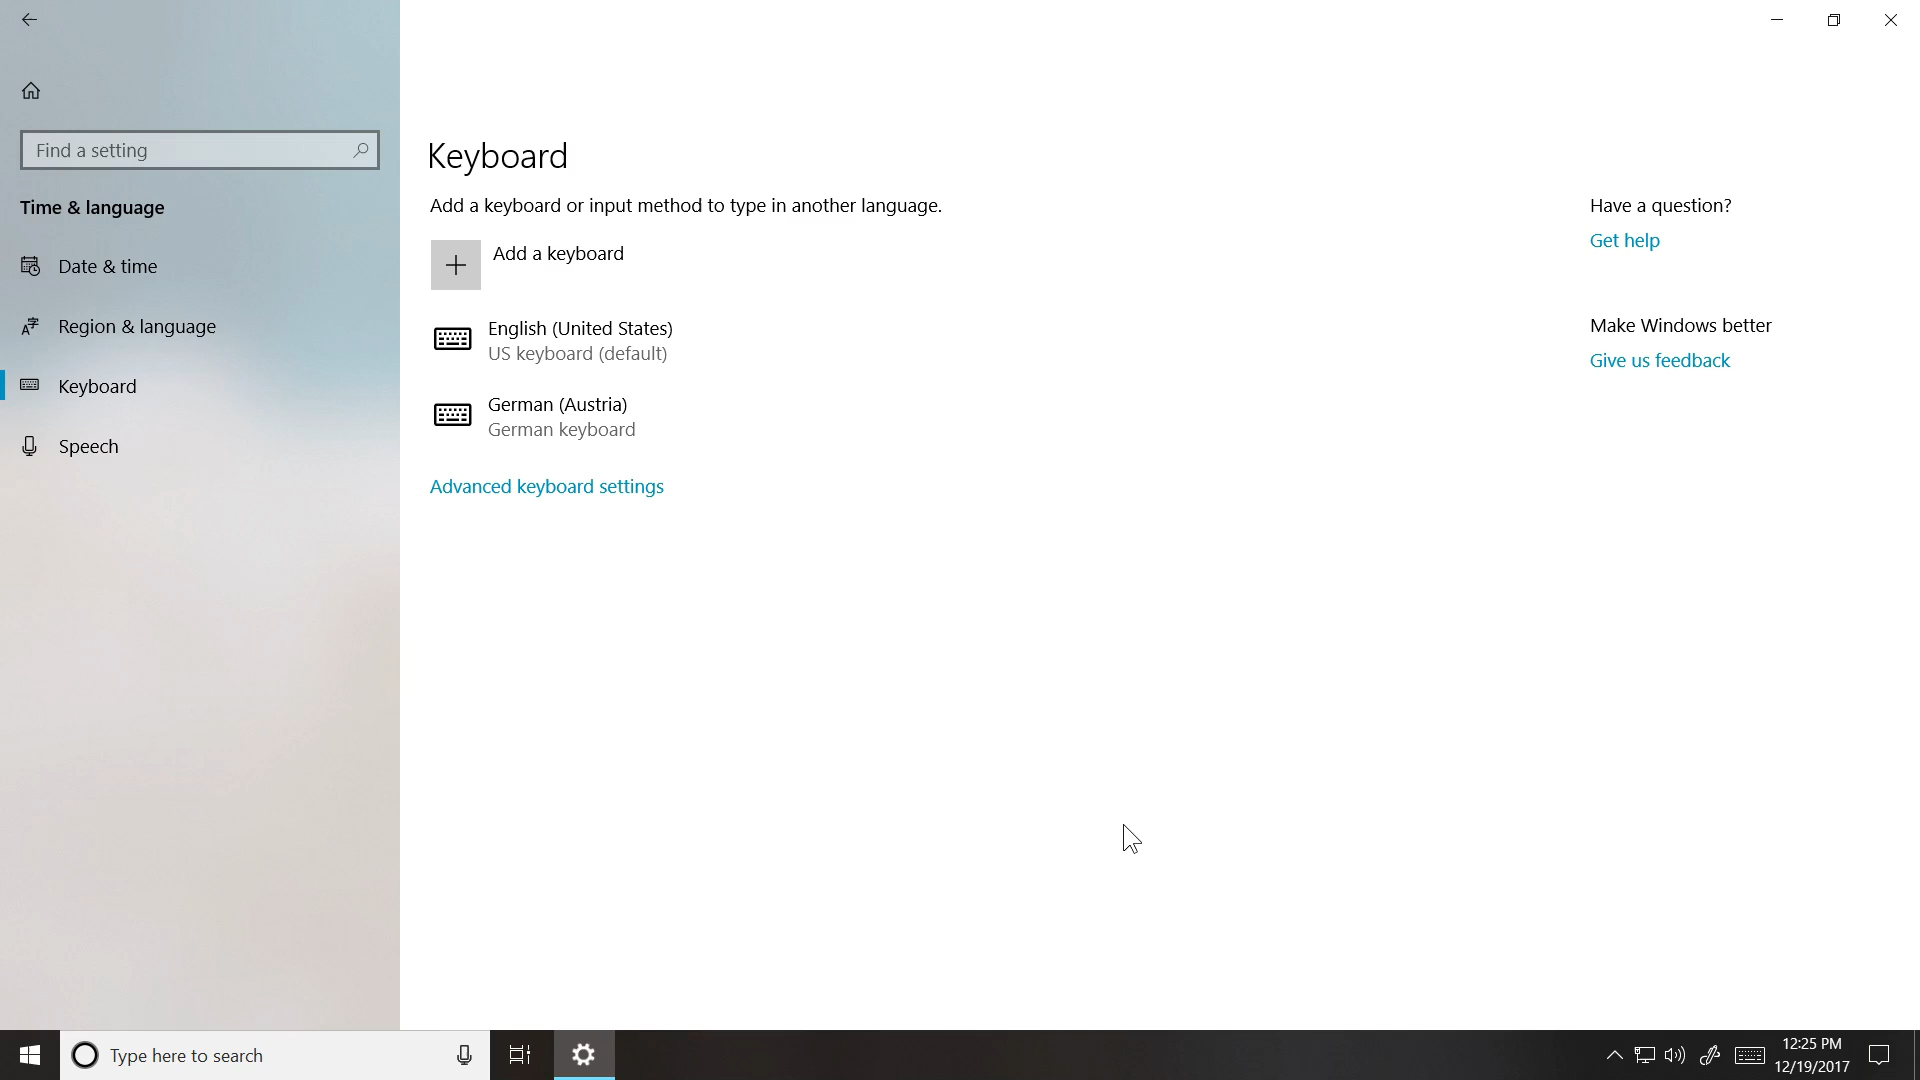 Find a setting
Time & language
Date & time
Region & language
Keyboard
Speech
Keyboard
Add a keyboard or input method to type in another language.
Add a keyboard
English (United States)
US keyboard (default)
German (Austria)
German keyboard
Advanced keyboard settings
Have a question?
Get help
Make Windows better
Give us feedback
Type here to search
12:25 PM
12/19/2017